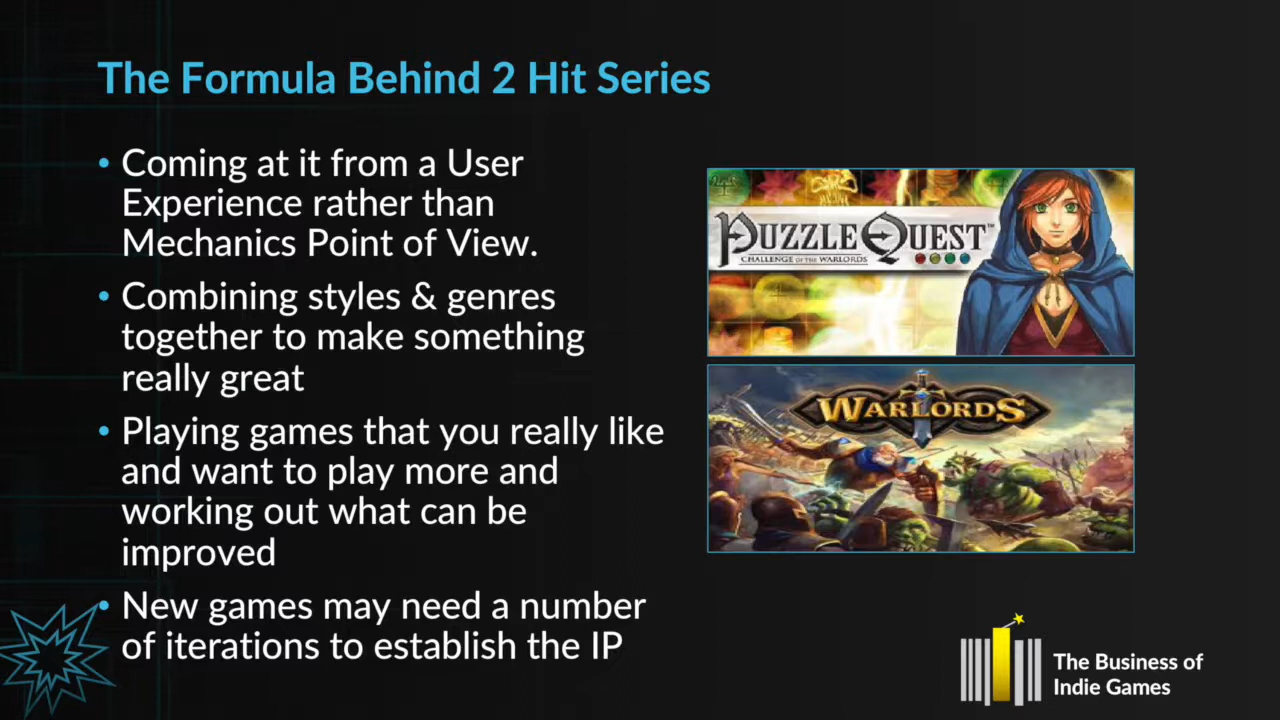 The Formula Behind 2 Hit Series
• Coming at it from a User
Experience rather than
Mechanics Point of View.
• Combining styles & genres
together to make something
really great
• Playing games that you really like
and want to play more and
working out what can be
improved
• New games may need a number
of iterations to establish the IP
PUZZLE QUEST™
CHALLENGE OF THE WARLORDS
WARLORDS
The Business of
Indie Games